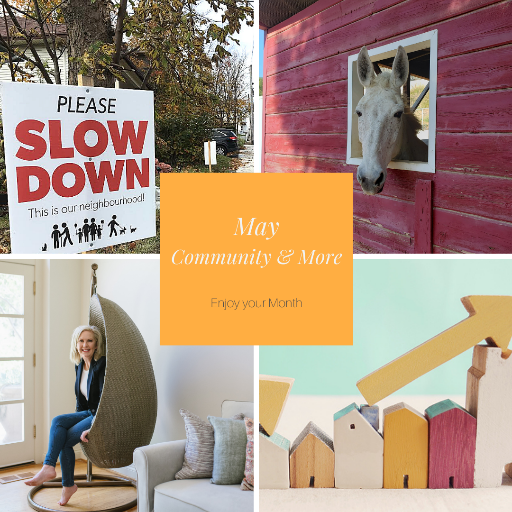 PLEASE
SLOW
DOWN
This is our neighbourhood!
May
Community & More
Enjoy your Month